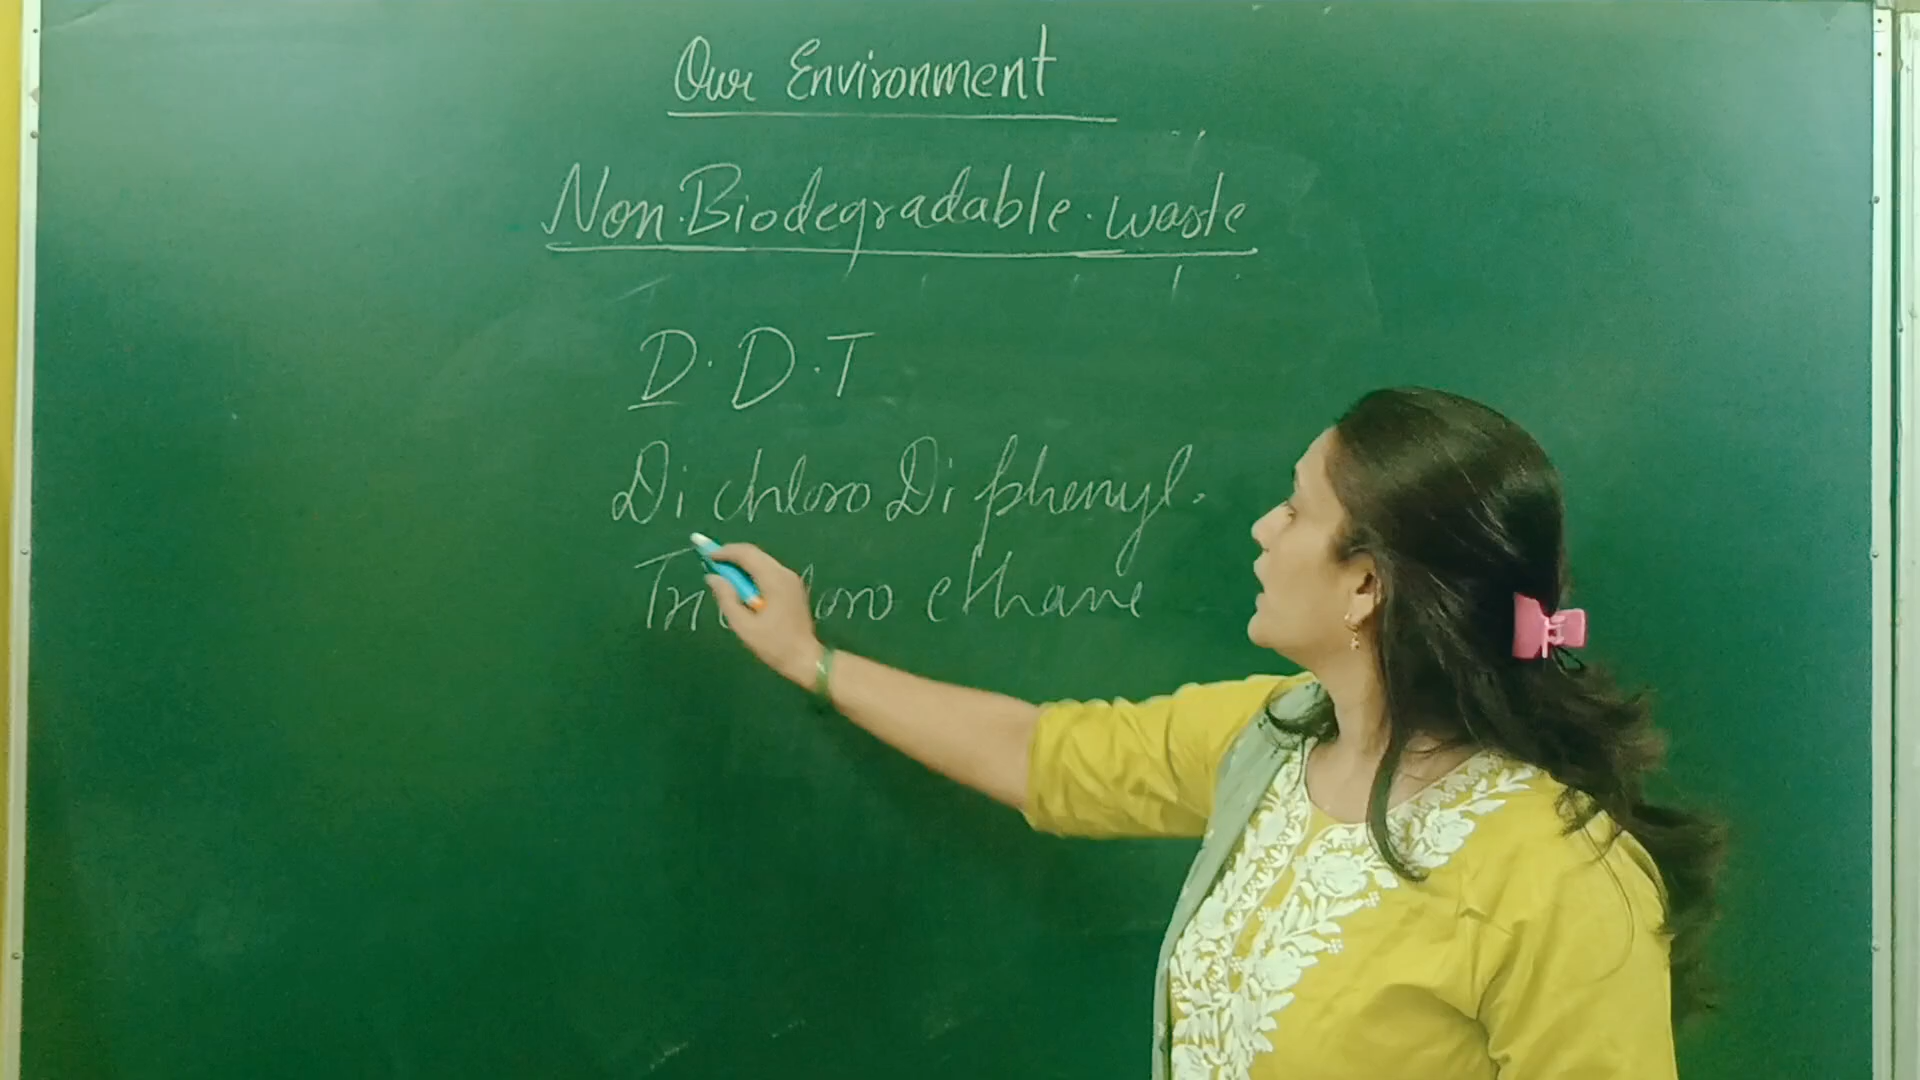 Our Environment
Non.Biodegradable.waste
D.D.T
Di chloro Di phenyl.
ethane